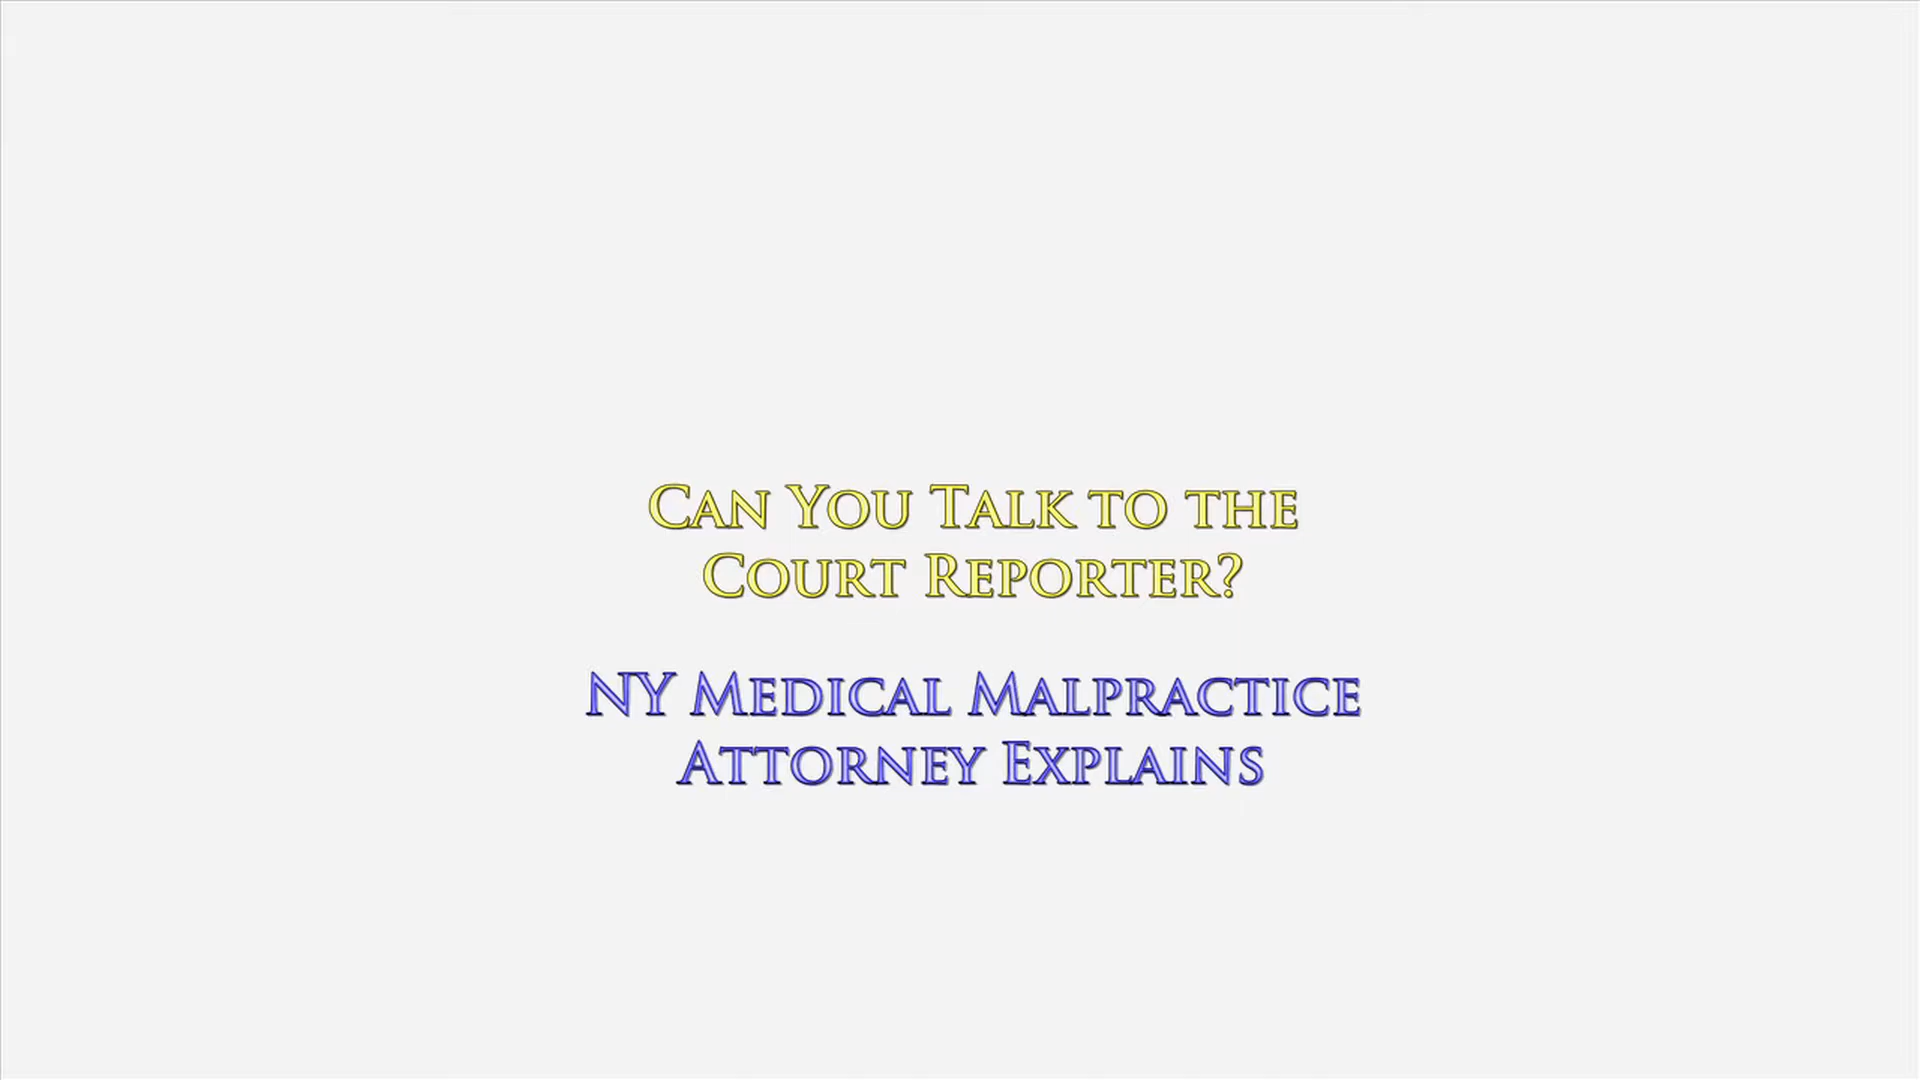 Can You Talk to the
Court Reporter?
NY Medical Malpractice
Attorney Explains